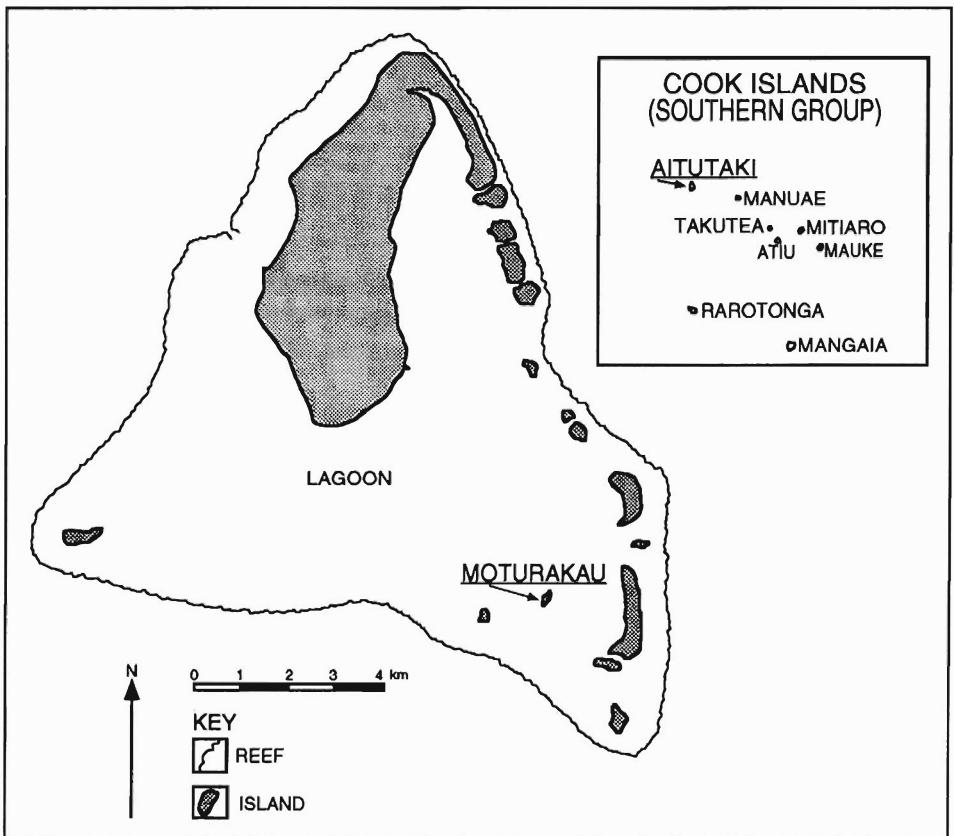 COOK ISLANDS
(SOUTHERN GROUP)
AITUTAKI
MANUAE
TAKUTEA
MITIARO
ATIU
MAUKE
RAROTONGA
MANGAIA
LAGOON
MOTURAKAU
N
0 1 2 3 4 km
KEY
REEF
ISLAND